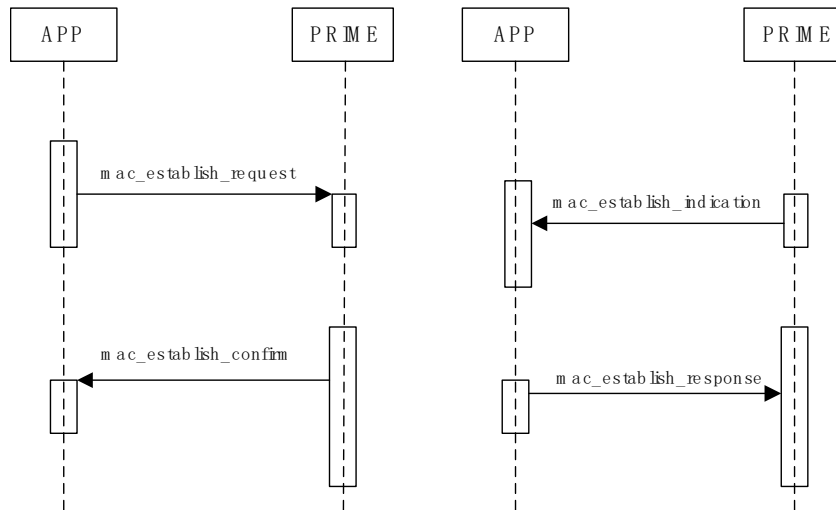 APP
PRIME
APP
PRIME
mac_establish_request
mac_establish_indication
mac_establish_confirm
mac_establish_response